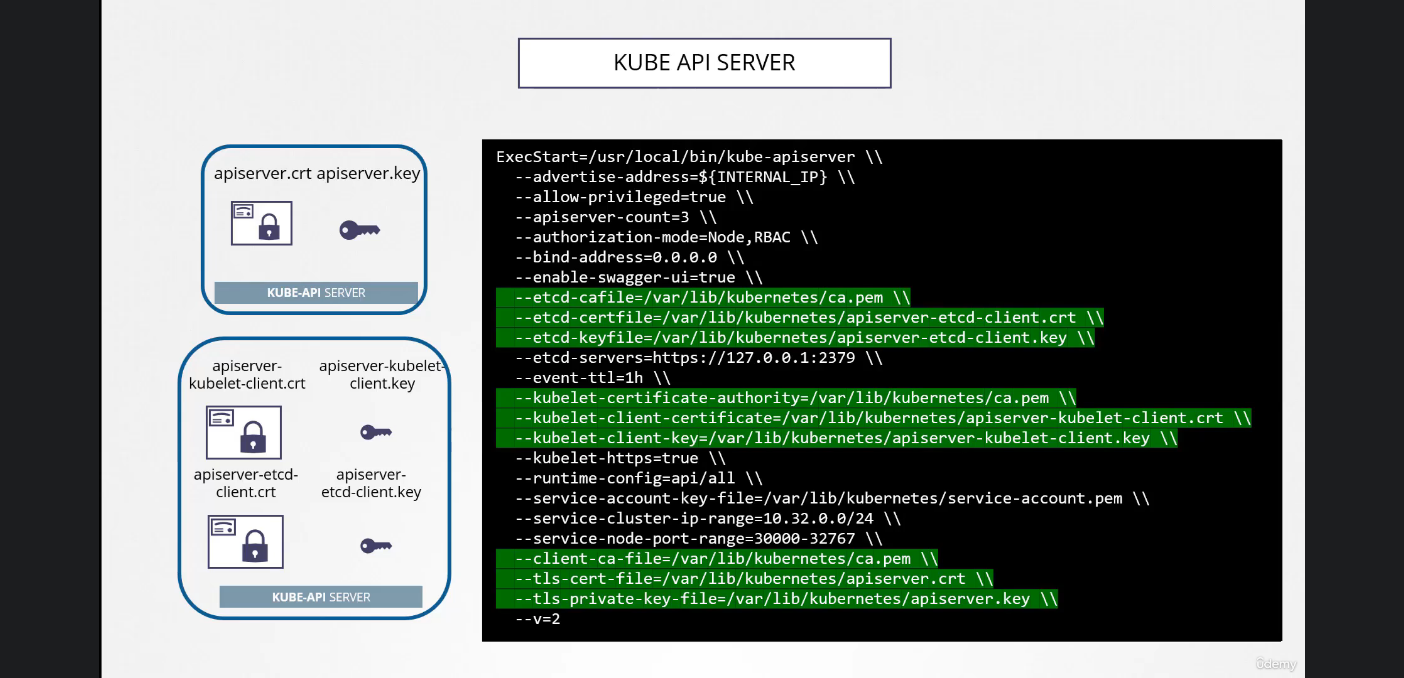 KUBE API SERVER
apiserver.crt apiserver.key
KUBE-API SERVER
apiserver-
kubelet-client.crt
apiserver-kubelet-
client.key
apiserver-etcd-
client.crt
apiserver-
etcd-client.key
KUBE-API SERVER
ExecStart=/usr/local/bin/kube-apiserver \\
--advertise-address=${INTERNAL_IP} \\
--allow-privileged=true \\
--apiserver-count=3 \\
--authorization-mode=Node,RBAC \\
--bind-address=0.0.0.0 \\
--enable-swagger-ui=true \\
--etcd-cafile=/var/lib/kubernetes/ca.pem \\
--etcd-certfile=/var/lib/kubernetes/apiserver-etcd-client.crt \\
--etcd-keyfile=/var/lib/kubernetes/apiserver-etcd-client.key \\
--etcd-servers=https://127.0.0.1:2379 \\
--event-ttl=1h \\
--kubelet-certificate-authority=/var/lib/kubernetes/ca.pem \\
--kubelet-client-certificate=/var/lib/kubernetes/apiserver-kubelet-client.crt \\
--kubelet-client-key=/var/lib/kubernetes/apiserver-kubelet-client.key \\
--kubelet-https=true \\
--runtime-config=api/all \\
--service-account-key-file=/var/lib/kubernetes/service-account.pem \\
--service-cluster-ip-range=10.32.0.0/24 \\
--service-node-port-range=30000-32767 \\
--client-ca-file=/var/lib/kubernetes/ca.pem \\
--tls-cert-file=/var/lib/kubernetes/apiserver.crt \\
--tls-private-key-file=/var/lib/kubernetes/apiserver.key \\
--v=2
ûdemy